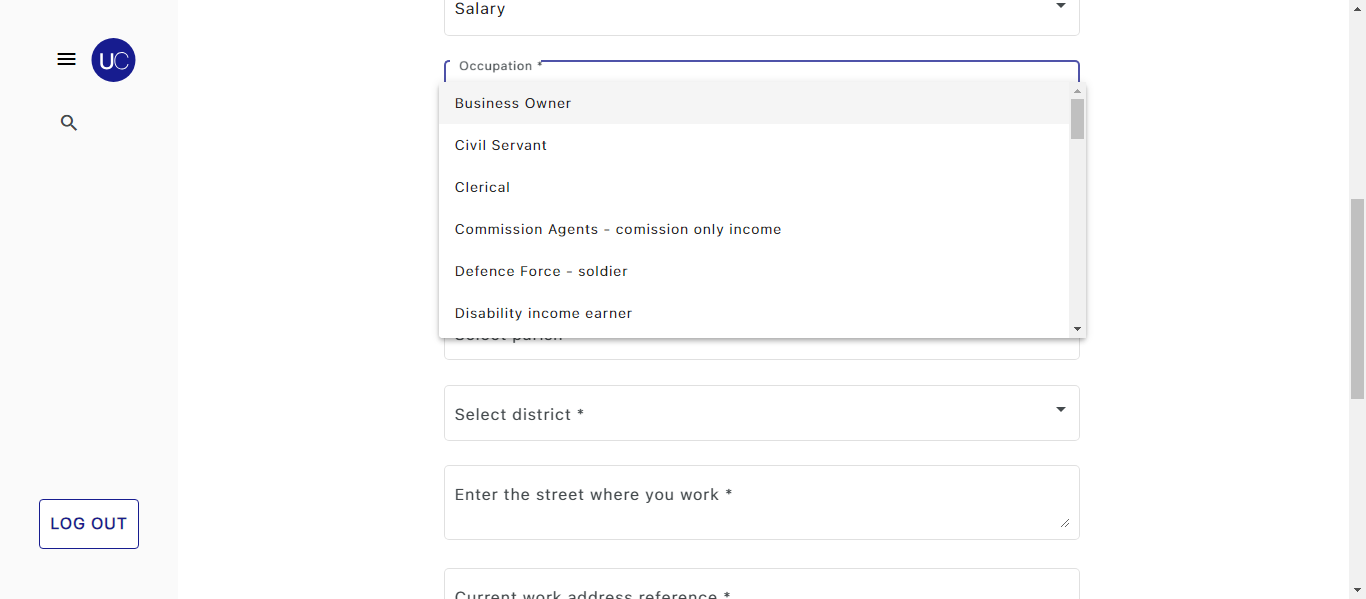 Salary
UC
Occupation *
Business Owner
Civil Servant
Clerical
Commission Agents - comission only income
Defence Force - soldier
Disability income earner
Select parish
Select district *
Enter the street where you work *
LOG OUT
Current work address reference *